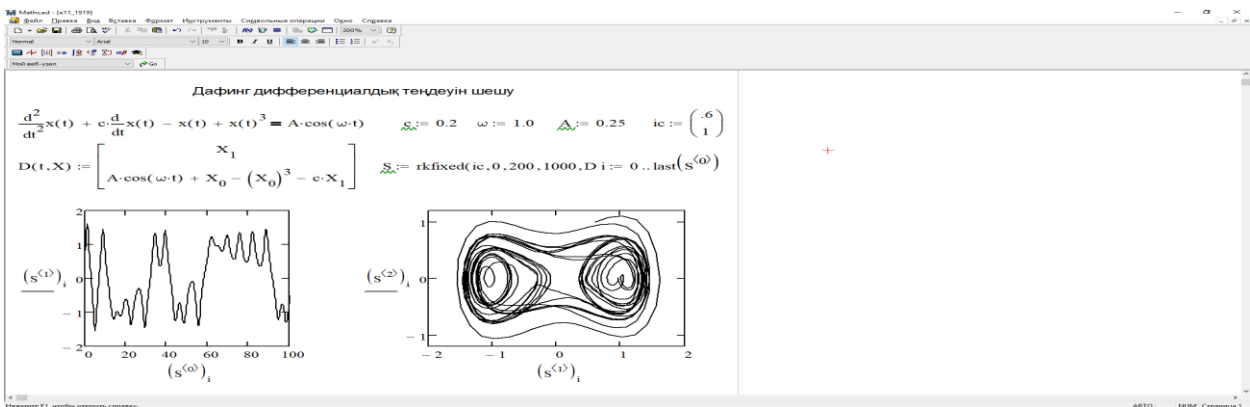 Mathcad - [e11_1919]
Файл Правка Вид Вставка Формат Инструменты Символьные операции Окно Справка
200%
Normal Arial 10 B I U
Мой веб-узел Go
Дафинг дифференциалдық теңдеуін шешу
d²/dt² x(t) + c·d/dt x(t) − x(t) + x(t)³ = A·cos(ω·t) c := 0.2 ω := 1.0 A := 0.25 ic := (.6 1)
D(t,X) := [X₁ A·cos(ω·t) + X₀ − (X₀)³ − c·X₁] S := rkfixed(ic,0,200,1000,D i := 0 .. last(s⟨0⟩)
2 1 0 − 1 − 2
(s⟨1⟩)ᵢ
0 20 40 60 80 100
(s⟨0⟩)ᵢ
1 0 − 1
(s⟨2⟩)ᵢ
− 2 − 1 0 1 2
(s⟨1⟩)ᵢ
Нажмите F1, чтобы открыть справку. АВТО NUM Страница 1